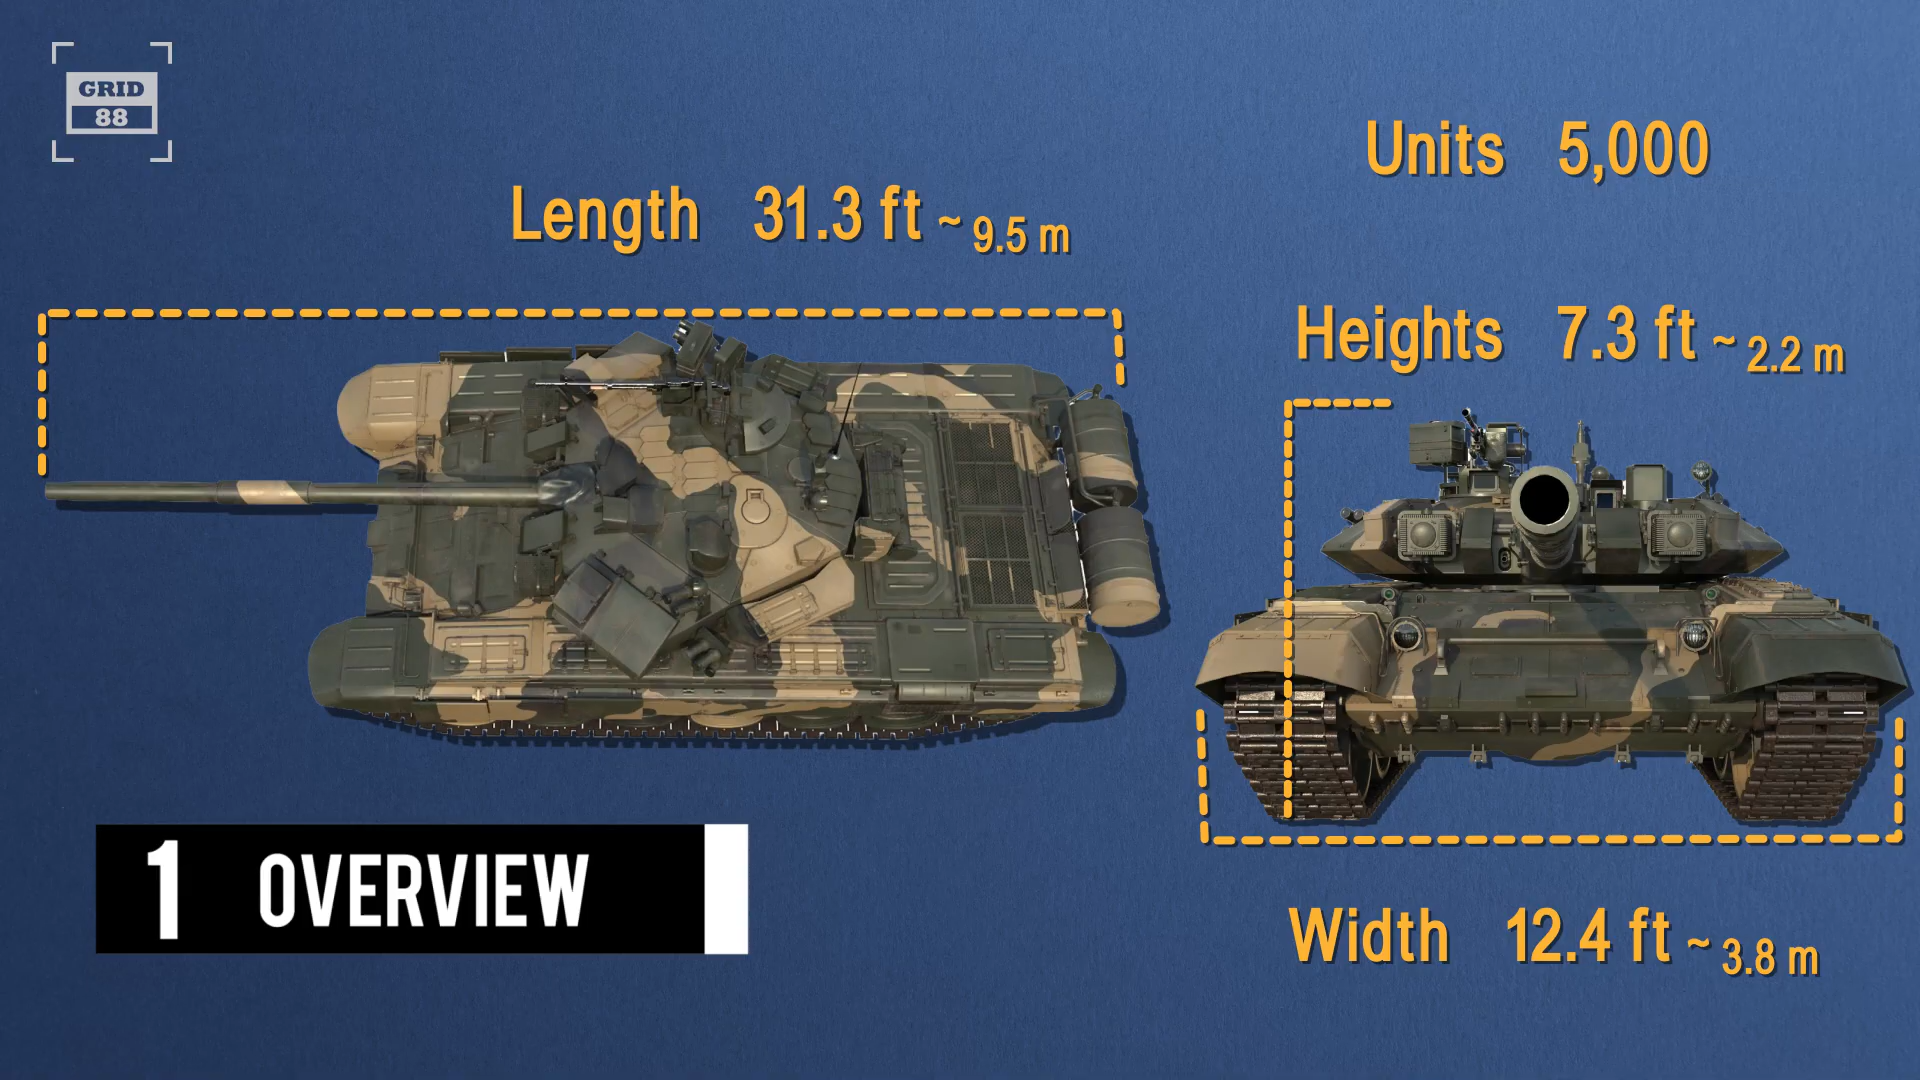 GRID
88
Units 5,000
Length 31.3 ft ~ 9.5 m
Heights 7.3 ft ~ 2.2 m
1 OVERVIEW
Width 12.4 ft ~ 3.8 m